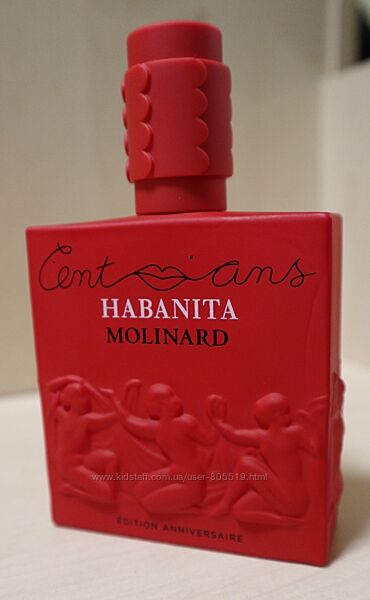 Cent ans
HABANITA
MOLINARD
www.kidstaff.com.ua/user-805519.html
ÉDITION ANNIVERSAIRE